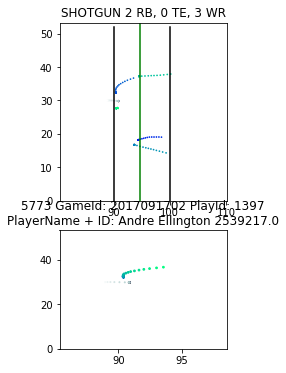 SHOTGUN 2 RB, 0 TE, 3 WR
50
40
30
20
10
0
90 100 110
5773 GameId: 2017091702 PlayId: 1397
PlayerName + ID: Andre Ellington 2539217.0
40
20
0
90 95